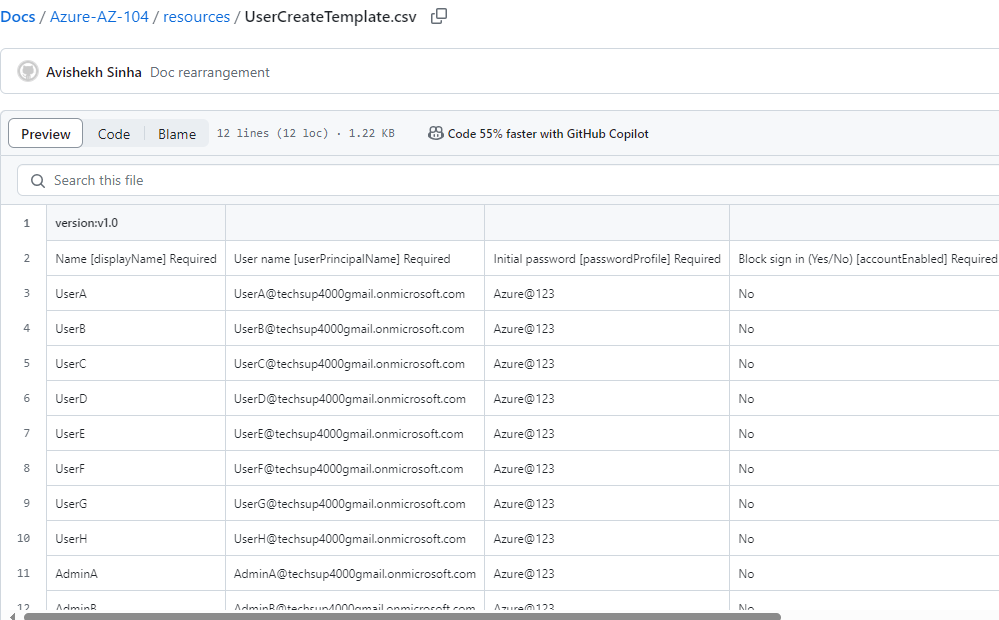 Docs / Azure-AZ-104 / resources / UserCreateTemplate.csv
Avishekh Sinha Doc rearrangement
Preview Code Blame 12 lines (12 loc) · 1.22 KB Code 55% faster with GitHub Copilot
Search this file
1 version:v1.0
2 Name [displayName] Required User name [userPrincipalName] Required Initial password [passwordProfile] Required Block sign in (Yes/No) [accountEnabled] Required
3 UserA UserA@techsup4000gmail.onmicrosoft.com Azure@123 No
4 UserB UserB@techsup4000gmail.onmicrosoft.com Azure@123 No
5 UserC UserC@techsup4000gmail.onmicrosoft.com Azure@123 No
6 UserD UserD@techsup4000gmail.onmicrosoft.com Azure@123 No
7 UserE UserE@techsup4000gmail.onmicrosoft.com Azure@123 No
8 UserF UserF@techsup4000gmail.onmicrosoft.com Azure@123 No
9 UserG UserG@techsup4000gmail.onmicrosoft.com Azure@123 No
10 UserH UserH@techsup4000gmail.onmicrosoft.com Azure@123 No
11 AdminA AdminA@techsup4000gmail.onmicrosoft.com Azure@123 No
12 AdminB AdminB@techsup4000gmail.onmicrosoft.com Azure@123 No